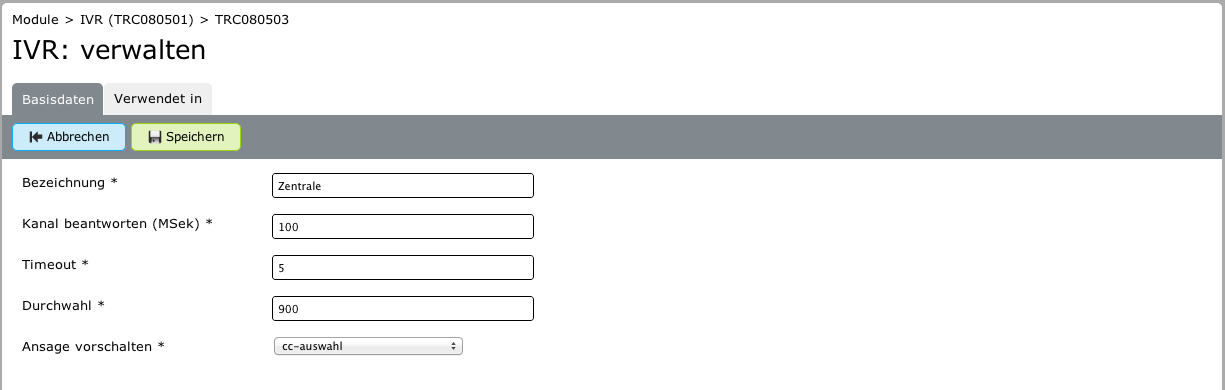 Module > IVR (TRC080501) > TRC080503
IVR: verwalten
Basisdaten Verwendet in
Abbrechen Speichern
Bezeichnung * Zentrale
Kanal beantworten (MSek) * 100
Timeout * 5
Durchwahl * 900
Ansage vorschalten * cc-auswahl